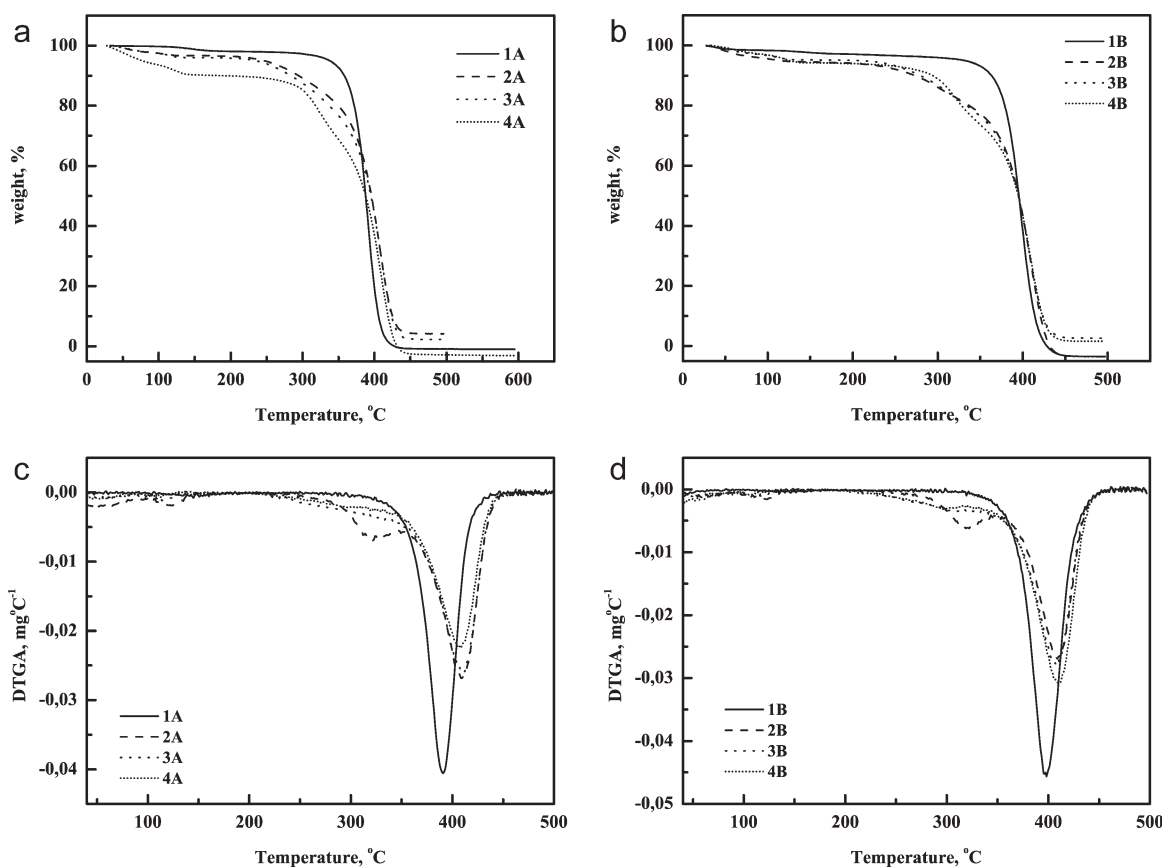 a
100
80
60
40
20
0
weight, %
1A
2A
3A
4A
0 100 200 300 400 500 600
Temperature, °C
b
100
80
60
40
20
0
weight, %
1B
2B
3B
4B
0 100 200 300 400 500
Temperature, °C
c
0,00
-0,01
-0,02
-0,03
-0,04
DTGA, mg°C⁻¹
1A
2A
3A
4A
100 200 300 400 500
Temperature, °C
d
0,00
-0,01
-0,02
-0,03
-0,04
-0,05
DTGA, mg°C⁻¹
1B
2B
3B
4B
100 200 300 400 500
Temperature, °C